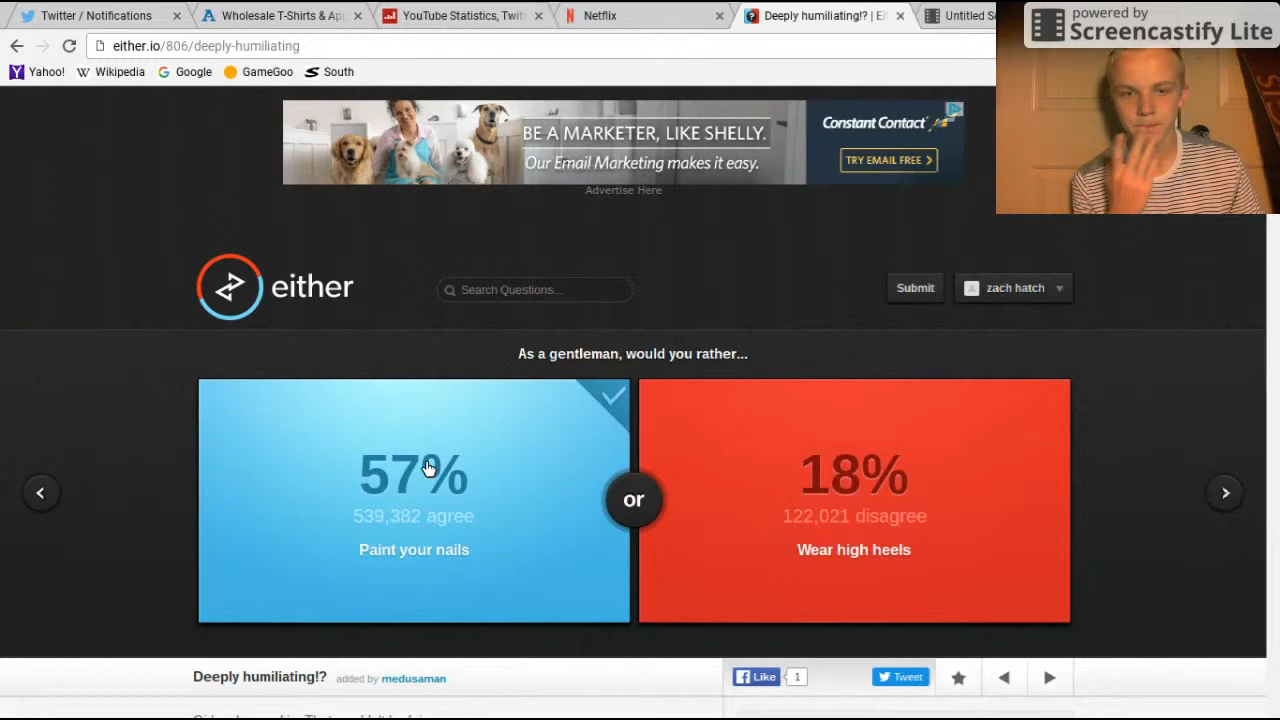 Twitter / Notifications
Wholesale T-Shirts & Ap
YouTube Statistics, Twit
Netflix
Deeply humiliating!? | Ei
Untitled S
powered by
Screencastify Lite
either.io/806/deeply-humiliating
Yahoo!
Wikipedia
Google
GameGoo
South
BE A MARKETER, LIKE SHELLY.
Our Email Marketing makes it easy.
Constant Contact
TRY EMAIL FREE >
Advertise Here
either
Search Questions...
Submit
zach hatch
As a gentleman, would you rather...
57%
539,382 agree
Paint your nails
or
18%
122,021 disagree
Wear high heels
Deeply humiliating!? added by medusaman
Like
1
Tweet